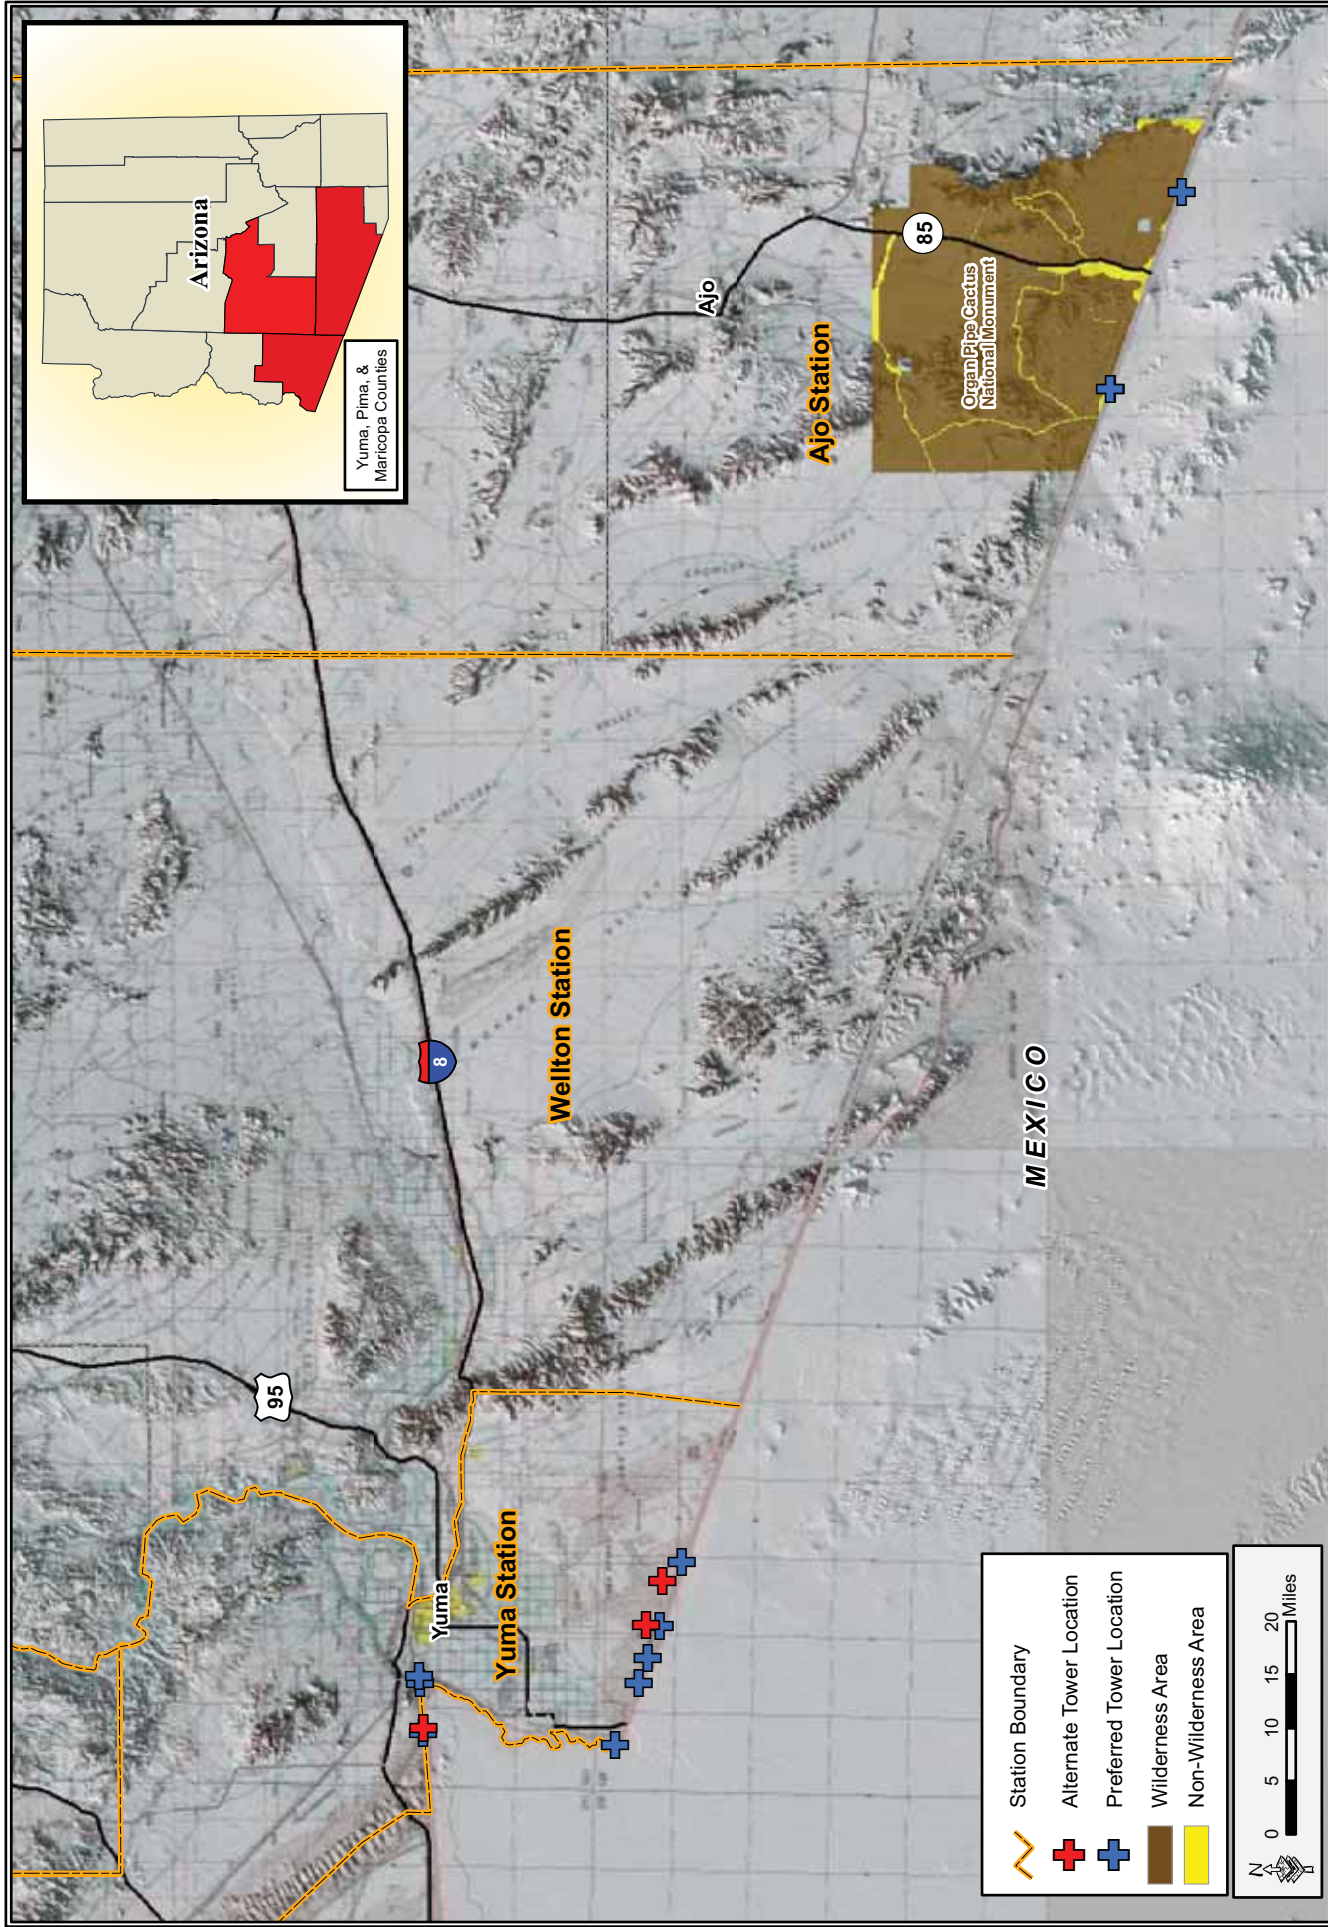 Arizona
Yuma, Pima, &
Maricopa Counties
95
8
85
Yuma
Yuma Station
Wellton Station
Ajo
Ajo Station
Organ Pipe Cactus
National Monument
MEXICO
Station Boundary
Alternate Tower Location
Preferred Tower Location
Wilderness Area
Non-Wilderness Area
N
0 5 10 15 20
Miles